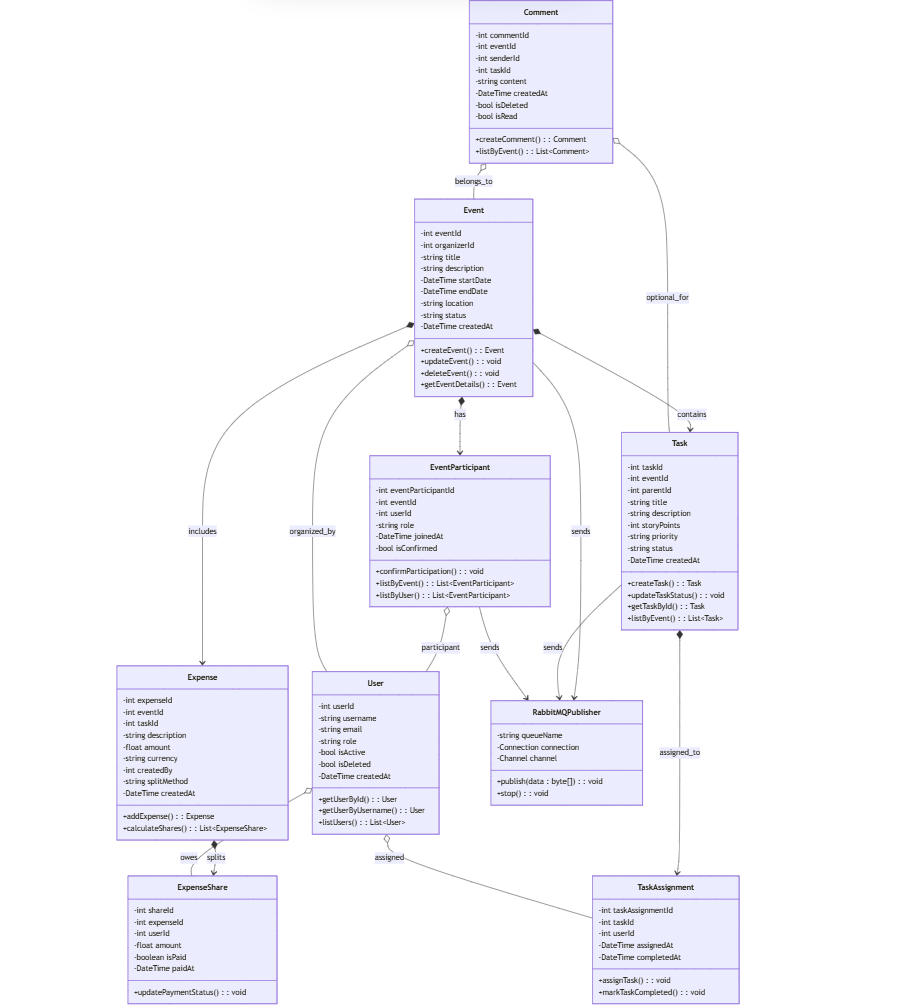 Comment
-int commentId
-int eventId
-int senderId
-int taskId
-string content
-DateTime createdAt
-bool isDeleted
-bool isRead
+createComment() : : Comment
+listByEvent() : : List<Comment>
belongs_to
Event
-int eventId
-int organizerId
-string title
-string description
-DateTime startDate
-DateTime endDate
-string location
-string status
-DateTime createdAt
+createEvent() : : Event
+updateEvent() : : void
+deleteEvent() : : void
+getEventDetails() : : Event
optional_for
has
contains
EventParticipant
-int eventParticipantId
-int eventId
-int userId
-string role
-DateTime joinedAt
-bool isConfirmed
+confirmParticipation() : : void
+listByEvent() : : List<EventParticipant>
+listByUser() : : List<EventParticipant>
Task
-int taskId
-int eventId
-int parentId
-string title
-string description
-int storyPoints
-string priority
-string status
-DateTime createdAt
+createTask() : : Task
+updateTaskStatus() : : void
+getTaskById() : : Task
+listByEvent() : : List<Task>
includes
organized_by
sends
participant
sends
sends
Expense
-int expenseId
-int eventId
-int taskId
-string description
-float amount
-string currency
-int createdBy
-string splitMethod
-DateTime createdAt
+addExpense() : : Expense
+calculateShares() : : List<ExpenseShare>
User
-int userId
-string username
-string email
-string role
-bool isActive
-bool isDeleted
-DateTime createdAt
+getUserById() : : User
+getUserByUsername() : : User
+listUsers() : : List<User>
RabbitMQPublisher
-string queueName
-Connection connection
-Channel channel
+publish(data : byte[]) : : void
+stop() : : void
assigned_to
owes
splits
assigned
ExpenseShare
-int shareId
-int expenseId
-int userId
-float amount
-boolean isPaid
-DateTime paidAt
+updatePaymentStatus() : : void
TaskAssignment
-int taskAssignmentId
-int taskId
-int userId
-DateTime assignedAt
-DateTime completedAt
+assignTask() : : void
+markTaskCompleted() : : void